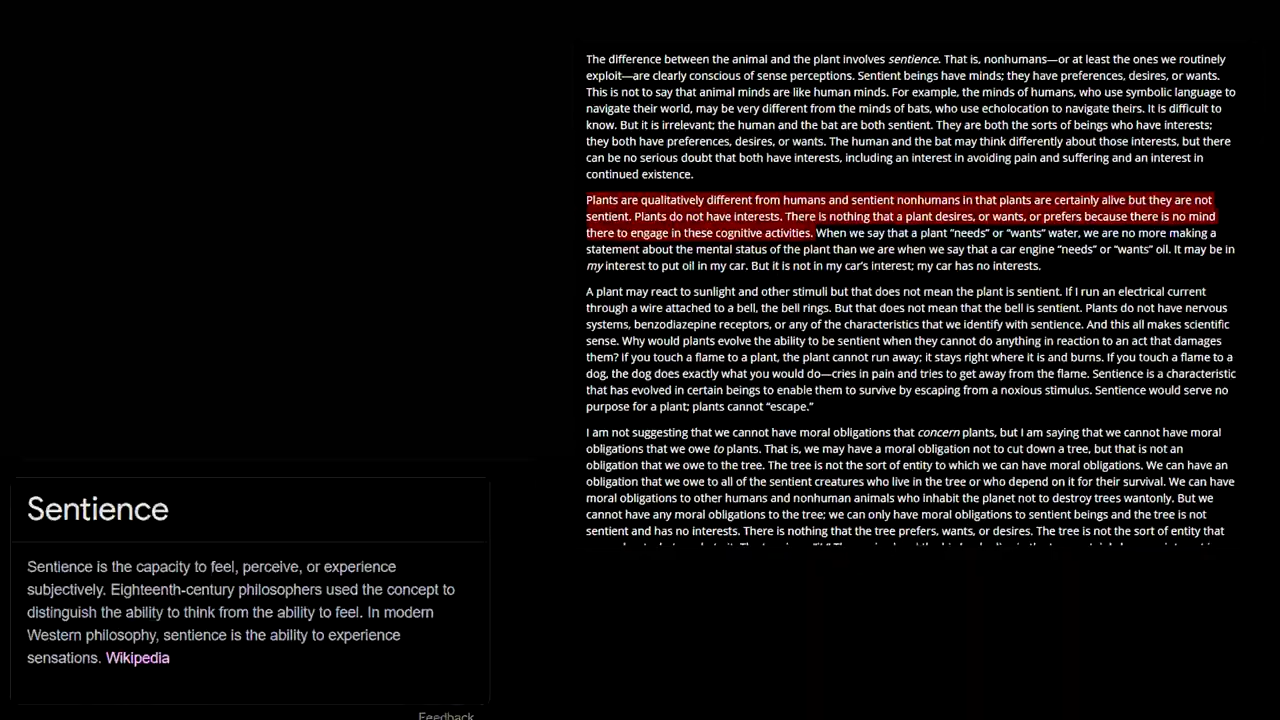 The difference between the animal and the plant involves sentience. That is, nonhumans—or at least the ones we routinely
exploit—are clearly conscious of sense perceptions. Sentient beings have minds; they have preferences, desires, or wants.
This is not to say that animal minds are like human minds. For example, the minds of humans, who use symbolic language to
navigate their world, may be very different from the minds of bats, who use echolocation to navigate theirs. It is difficult to
know. But it is irrelevant; the human and the bat are both sentient. They are both the sorts of beings who have interests;
they both have preferences, desires, or wants. The human and the bat may think differently about those interests, but there
can be no serious doubt that both have interests, including an interest in avoiding pain and suffering and an interest in
continued existence.
Plants are qualitatively different from humans and sentient nonhumans in that plants are certainly alive but they are not
sentient. Plants do not have interests. There is nothing that a plant desires, or wants, or prefers because there is no mind
there to engage in these cognitive activities. When we say that a plant “needs” or “wants” water, we are no more making a
statement about the mental status of the plant than we are when we say that a car engine “needs” or “wants” oil. It may be in
my interest to put oil in my car. But it is not in my car’s interest; my car has no interests.
A plant may react to sunlight and other stimuli but that does not mean the plant is sentient. If I run an electrical current
through a wire attached to a bell, the bell rings. But that does not mean that the bell is sentient. Plants do not have nervous
systems, benzodiazepine receptors, or any of the characteristics that we identify with sentience. And this all makes scientific
sense. Why would plants evolve the ability to be sentient when they cannot do anything in reaction to an act that damages
them? If you touch a flame to a plant, the plant cannot run away; it stays right where it is and burns. If you touch a flame to a
dog, the dog does exactly what you would do—cries in pain and tries to get away from the flame. Sentience is a characteristic
that has evolved in certain beings to enable them to survive by escaping from a noxious stimulus. Sentience would serve no
purpose for a plant; plants cannot “escape.”
I am not suggesting that we cannot have moral obligations that concern plants, but I am saying that we cannot have moral
obligations that we owe to plants. That is, we may have a moral obligation not to cut down a tree, but that is not an
obligation that we owe to the tree. The tree is not the sort of entity to which we can have moral obligations. We can have an
obligation that we owe to all of the sentient creatures who live in the tree or who depend on it for their survival. We can have
moral obligations to other humans and nonhuman animals who inhabit the planet not to destroy trees wantonly. But we
cannot have any moral obligations to the tree; we can only have moral obligations to sentient beings and the tree is not
sentient and has no interests. There is nothing that the tree prefers, wants, or desires. The tree is not the sort of entity that
Sentience
Sentience is the capacity to feel, perceive, or experience
subjectively. Eighteenth-century philosophers used the concept to
distinguish the ability to think from the ability to feel. In modern
Western philosophy, sentience is the ability to experience
sensations. Wikipedia
Feedback